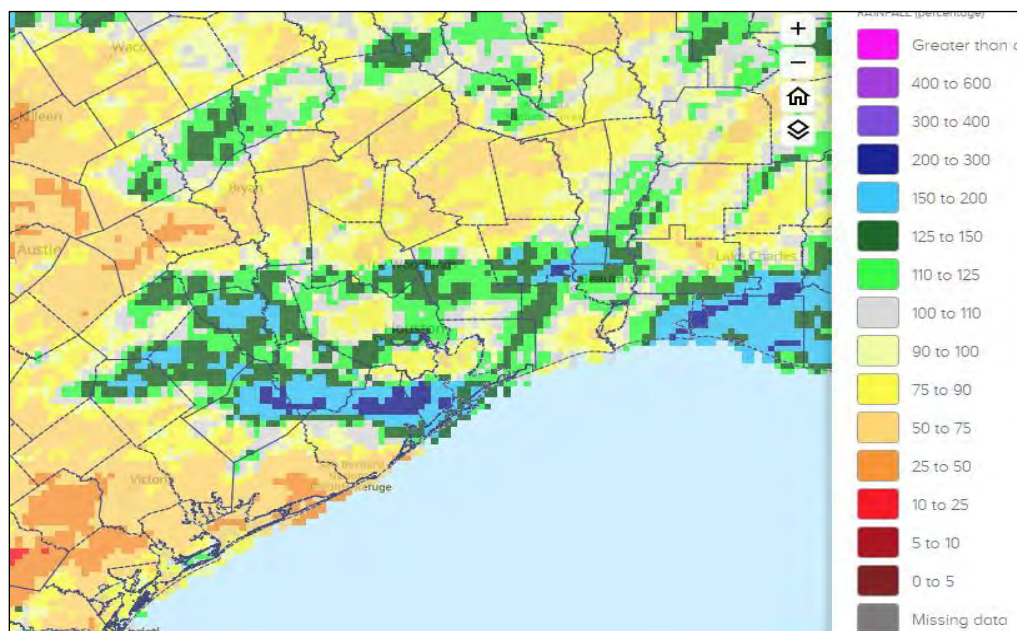 RAINFALL (percentage)
Greater than
400 to 600
300 to 400
200 to 300
150 to 200
125 to 150
110 to 125
100 to 110
90 to 100
75 to 90
50 to 75
25 to 50
10 to 25
5 to 10
0 to 5
Missing data
+
−
Waco
Killeen
Bryan
Austin
Lake Charles
Beaumont
Houston
Victoria
Refuge